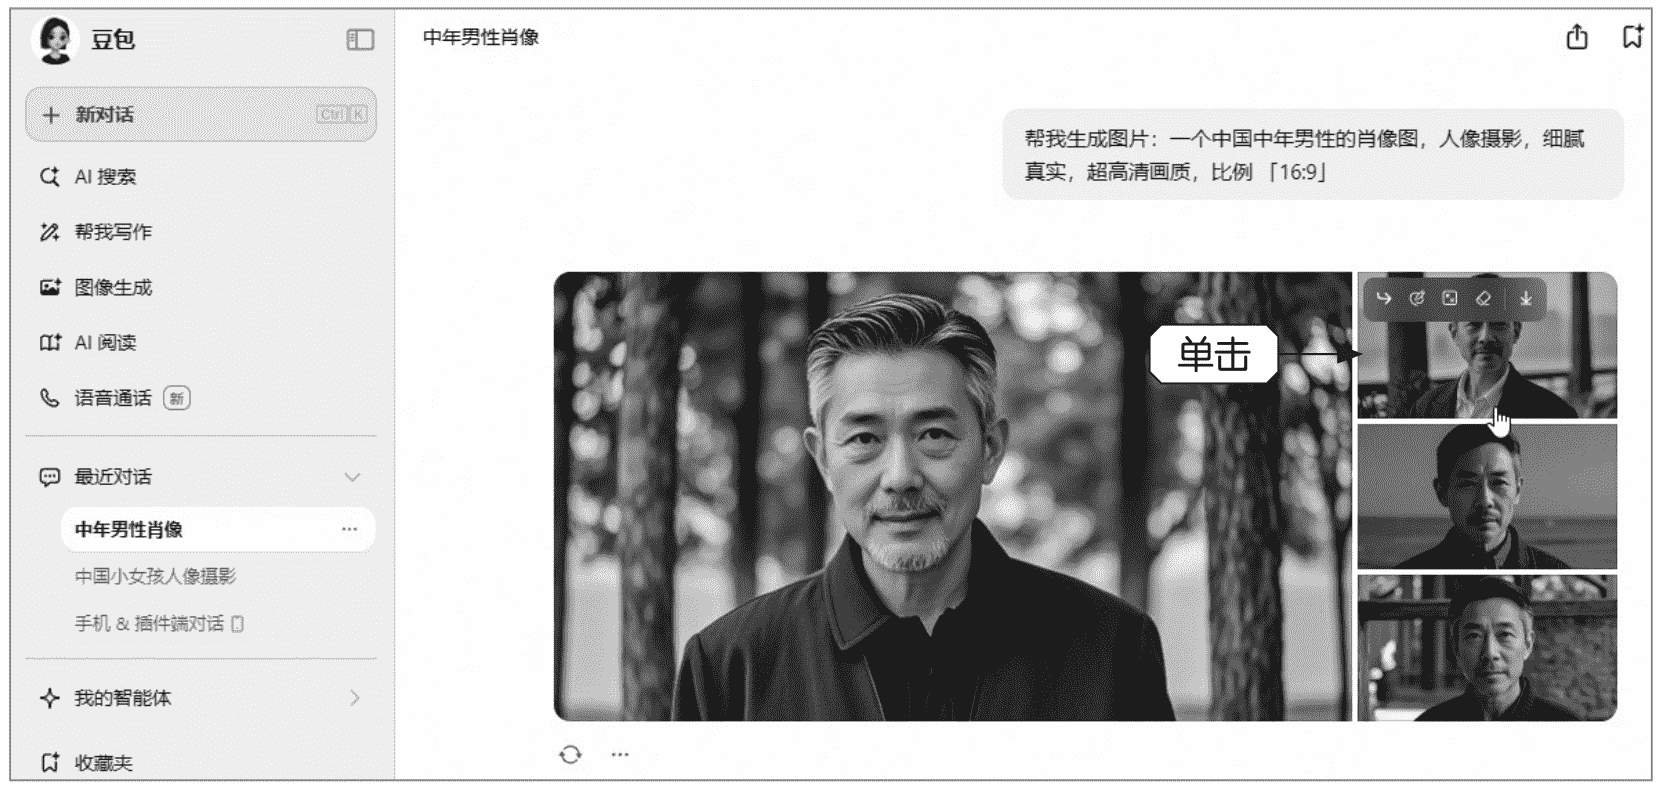 豆包
新对话
Ctrl K
AI 搜索
帮我写作
图像生成
AI 阅读
语音通话 新
最近对话
中年男性肖像
中国小女孩人像摄影
手机 & 插件端对话
我的智能体
收藏夹
中年男性肖像
帮我生成图片：一个中国中年男性的肖像图，人像摄影，细腻
真实，超高清画质，比例 「16:9」
单击